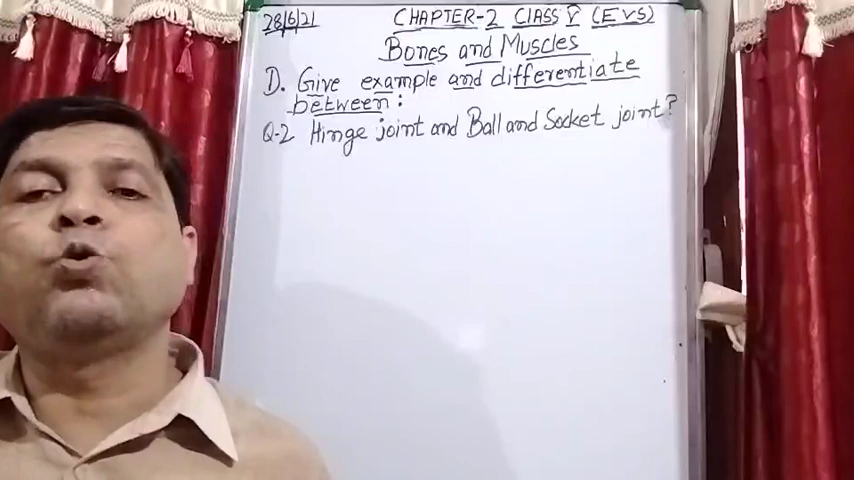 28/6/21 CHAPTER-2 CLASS V (EVS)
Bones and Muscles
D. Give example and differentiate
between:
Q-2 Hinge joint and Ball and Socket joint?